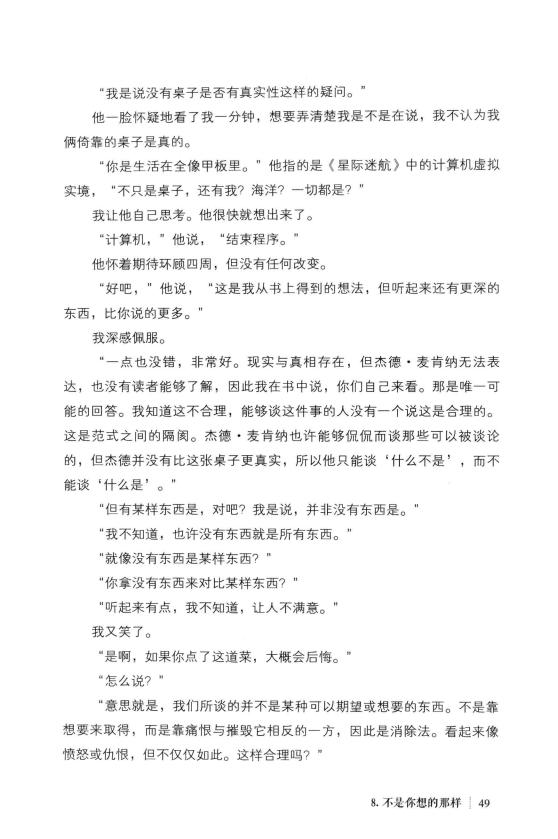 “我是说没有桌子是否有真实性这样的疑问。”
他一脸怀疑地看了我一分钟，想要弄清楚我是不是在说，我不认为我
俩倚靠的桌子是真的。
“你是生活在全像甲板里。”他指的是《星际迷航》中的计算机虚拟
实境，“不只是桌子，还有我？海洋？一切都是？”
我让他自己思考。他很快就想出来了。
“计算机，”他说，“结束程序。”
他怀着期待环顾四周，但没有任何改变。
“好吧，”他说，“这是我从书上得到的想法，但听起来还有更深的
东西，比你说的更多。”
我深感佩服。
“一点也没错，非常好。现实与真相存在，但杰德·麦肯纳无法表
达，也没有读者能够了解，因此我在书中说，你们自己来看。那是唯一可
能的回答。我知道这不合理，能够谈这件事的人没有一个说这是合理的。
这是范式之间的隔阂。杰德·麦肯纳也许能够侃侃而谈那些可以被谈论
的，但杰德并没有比这张桌子更真实，所以他只能谈‘什么不是’，而不
能谈‘什么是’。”
“但有某样东西是，对吧？我是说，并非没有东西是。”
“我不知道，也许没有东西就是所有东西。”
“就像没有东西是某样东西？”
“你拿没有东西来对比某样东西？”
“听起来有点，我不知道，让人不满意。”
我又笑了。
“是啊，如果你点了这道菜，大概会后悔。”
“怎么说？”
“意思就是，我们所谈的并不是某种可以期望或想要的东西。不是靠
想要来取得，而是靠痛恨与摧毁它相反的一方，因此是消除法。看起来像
愤怒或仇恨，但不仅仅如此。这样合理吗？”
8. 不是你想的那样 49